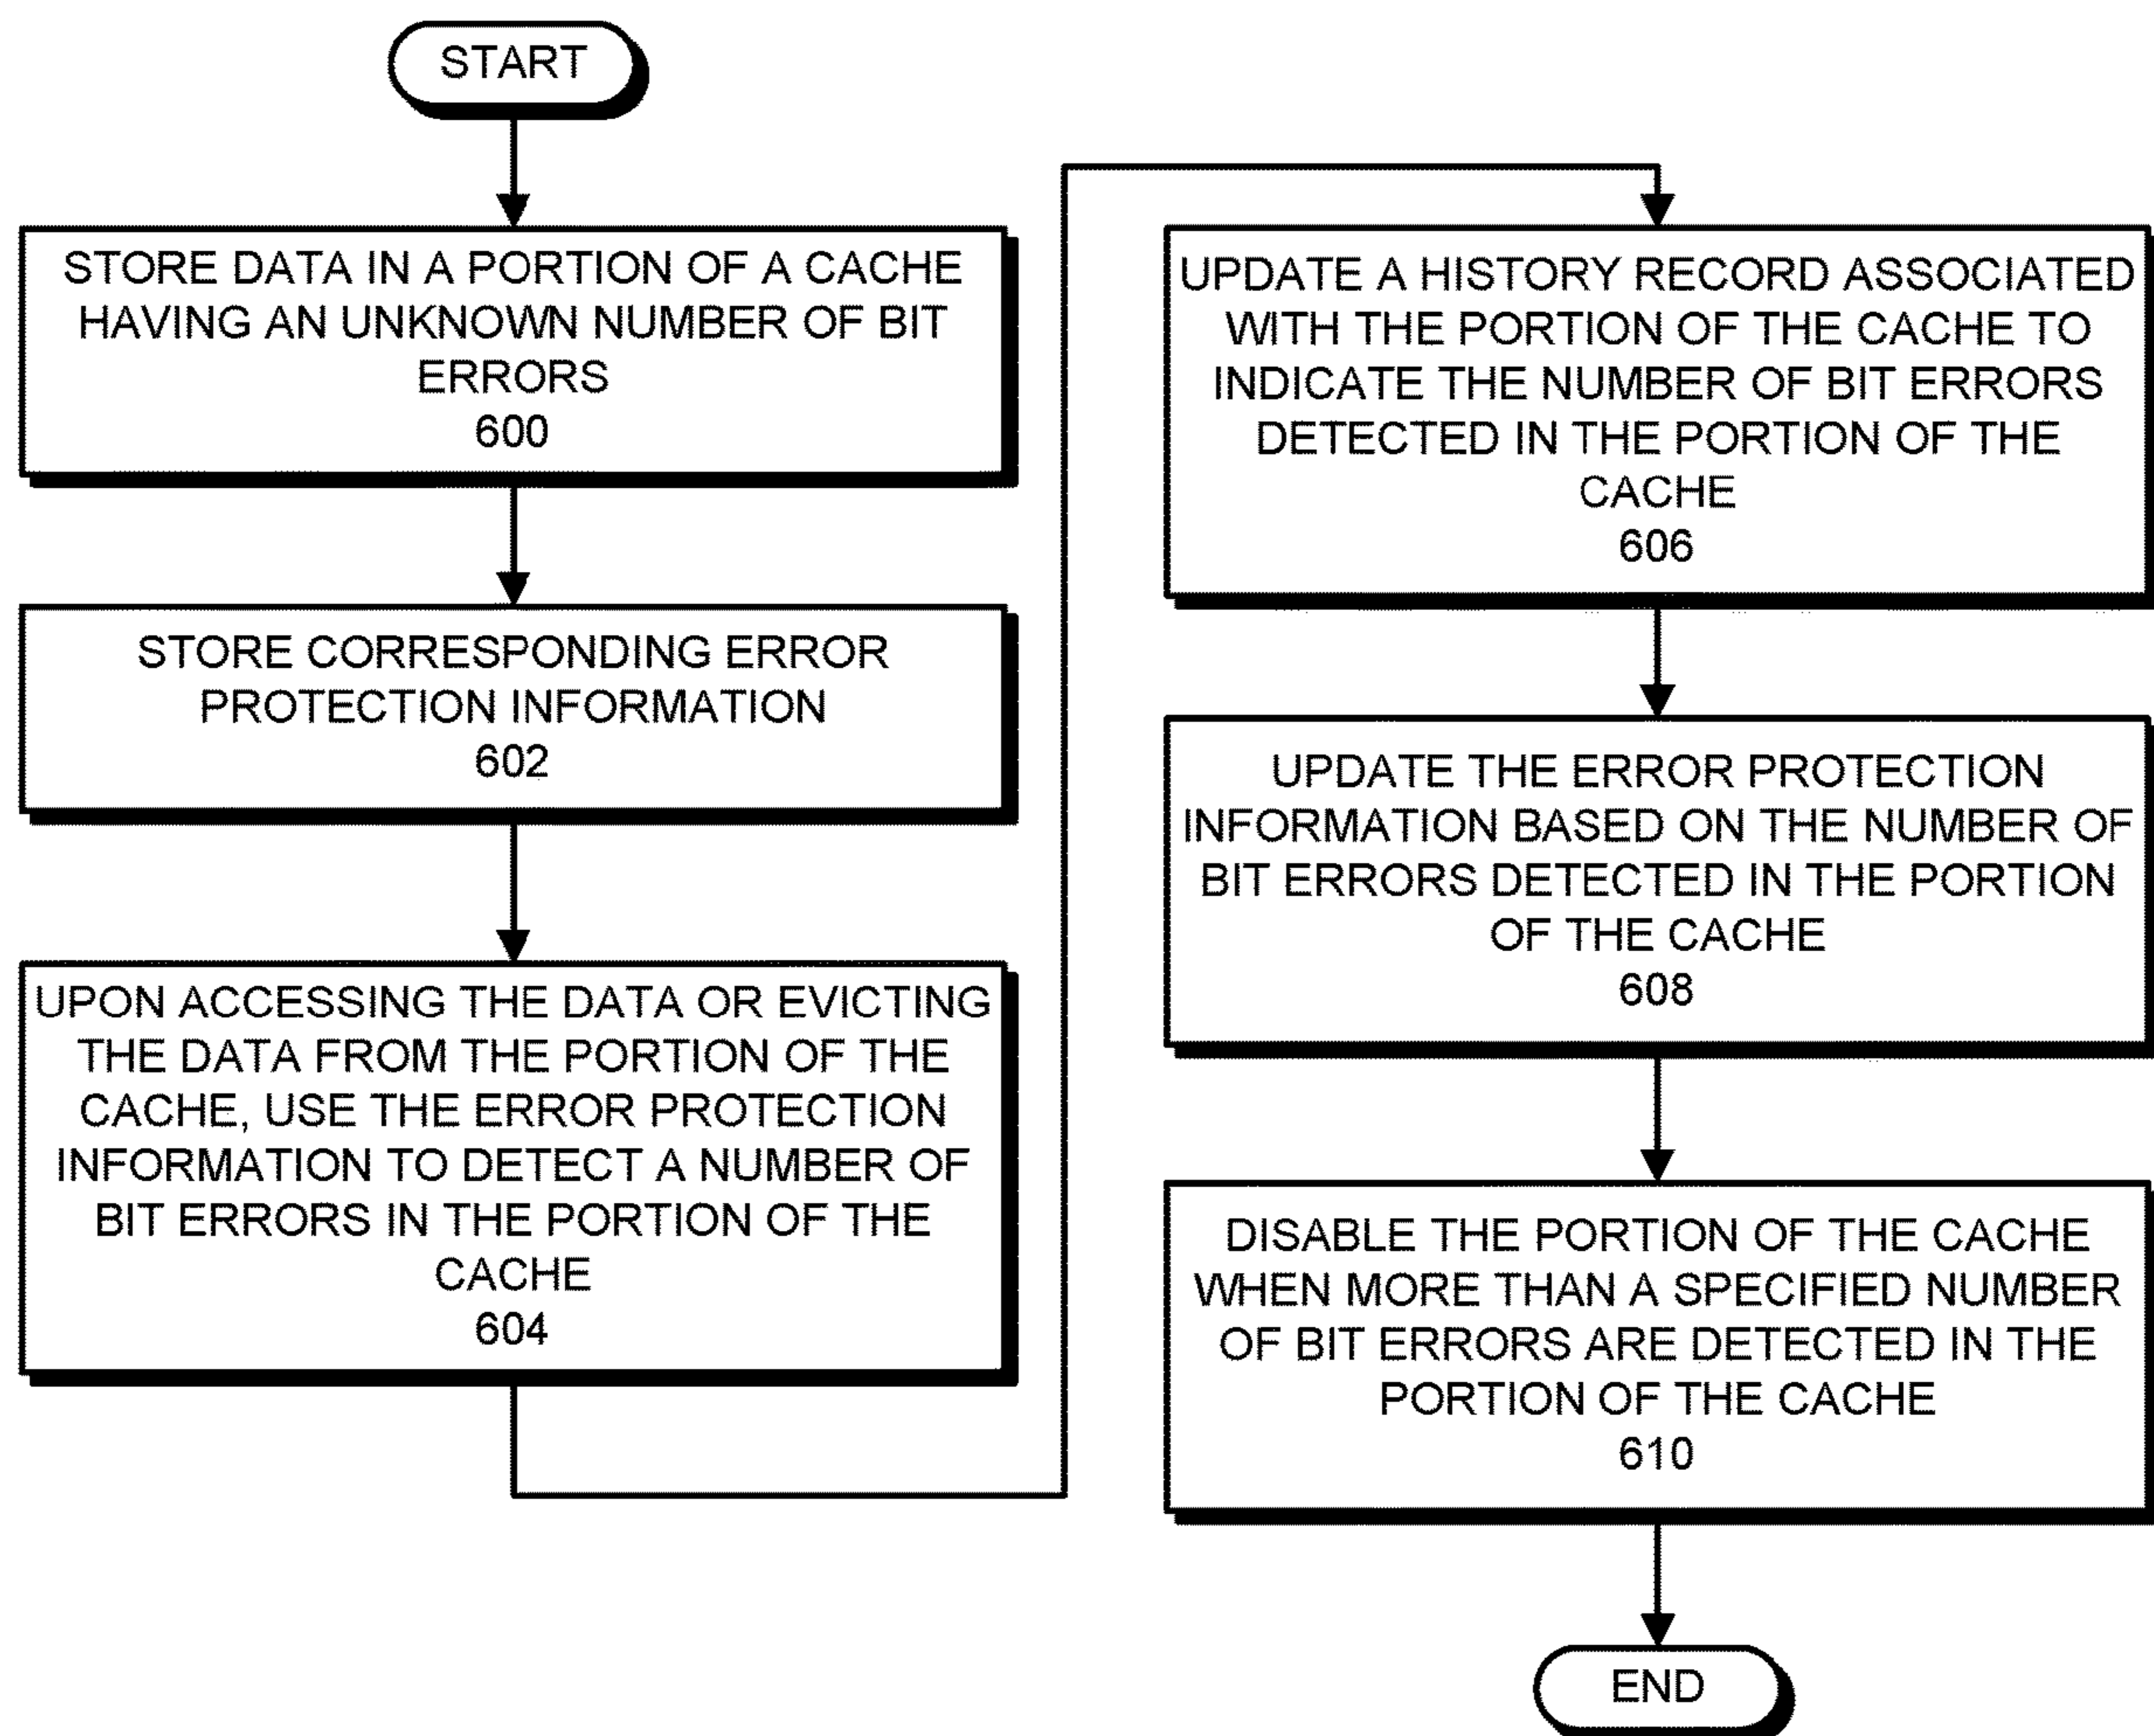 START
STORE DATA IN A PORTION OF A CACHE
HAVING AN UNKNOWN NUMBER OF BIT
ERRORS
600
STORE CORRESPONDING ERROR
PROTECTION INFORMATION
602
UPON ACCESSING THE DATA OR EVICTING
THE DATA FROM THE PORTION OF THE
CACHE, USE THE ERROR PROTECTION
INFORMATION TO DETECT A NUMBER OF
BIT ERRORS IN THE PORTION OF THE
CACHE
604
UPDATE A HISTORY RECORD ASSOCIATED
WITH THE PORTION OF THE CACHE TO
INDICATE THE NUMBER OF BIT ERRORS
DETECTED IN THE PORTION OF THE
CACHE
606
UPDATE THE ERROR PROTECTION
INFORMATION BASED ON THE NUMBER OF
BIT ERRORS DETECTED IN THE PORTION
OF THE CACHE
608
DISABLE THE PORTION OF THE CACHE
WHEN MORE THAN A SPECIFIED NUMBER
OF BIT ERRORS ARE DETECTED IN THE
PORTION OF THE CACHE
610
END